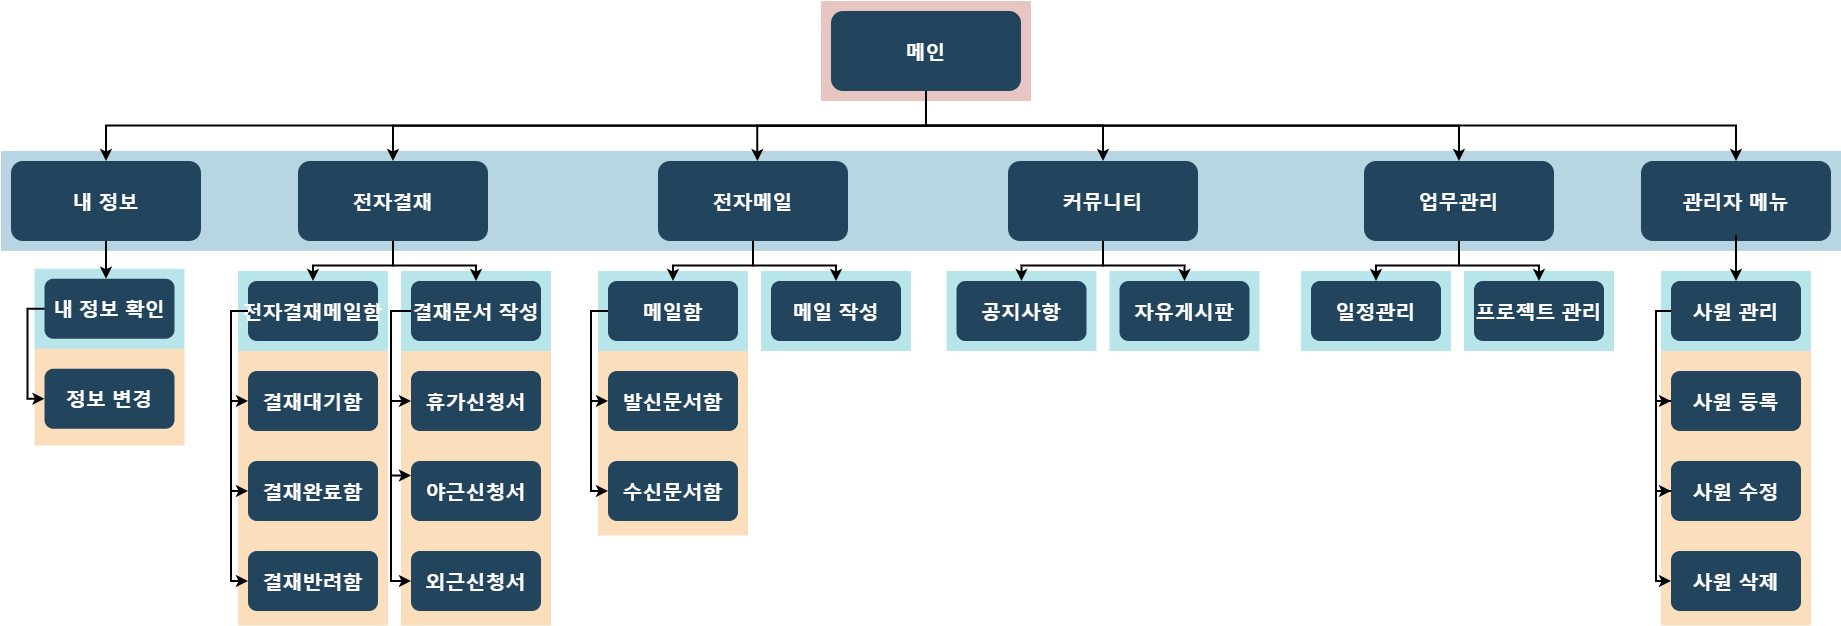 메인
내 정보
전자결재
전자메일
커뮤니티
업무관리
관리자 메뉴
내 정보 확인
전자결재메일함
결재문서 작성
메일함
메일 작성
공지사항
자유게시판
일정관리
프로젝트 관리
사원 관리
정보 변경
결재대기함
휴가신청서
발신문서함
사원 등록
결재완료함
야근신청서
수신문서함
사원 수정
결재반려함
외근신청서
사원 삭제